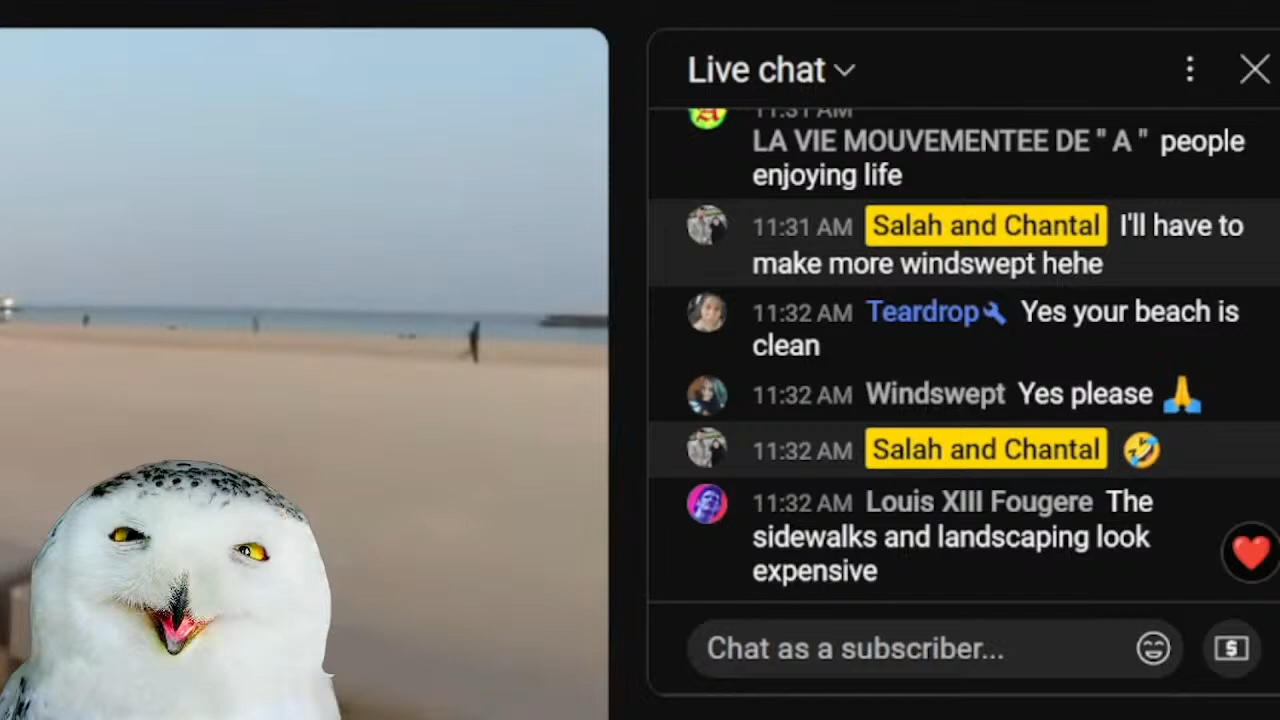 Live chat
11:31 AM
LA VIE MOUVEMENTEE DE " A " people
enjoying life
11:31 AM Salah and Chantal I'll have to
make more windswept hehe
11:32 AM Teardrop Yes your beach is
clean
11:32 AM Windswept Yes please 🙏
11:32 AM Salah and Chantal 🤣
11:32 AM Louis XIII Fougere The
sidewalks and landscaping look
expensive
Chat as a subscriber...